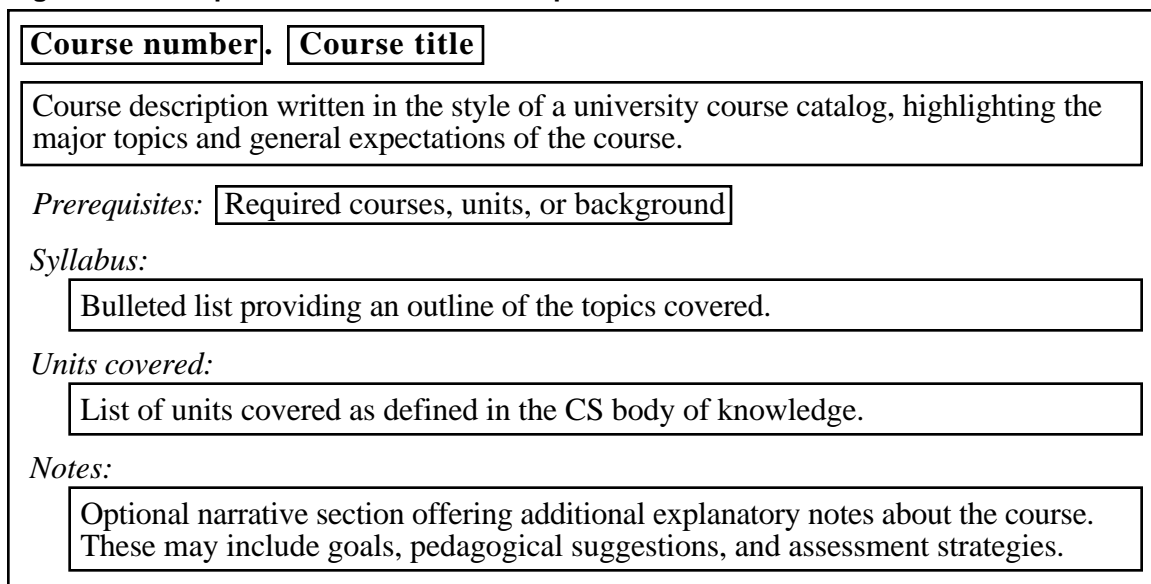 Course number. Course title
Course description written in the style of a university course catalog, highlighting the
major topics and general expectations of the course.
Prerequisites: Required courses, units, or background
Syllabus:
Bulleted list providing an outline of the topics covered.
Units covered:
List of units covered as defined in the CS body of knowledge.
Notes:
Optional narrative section offering additional explanatory notes about the course.
These may include goals, pedagogical suggestions, and assessment strategies.